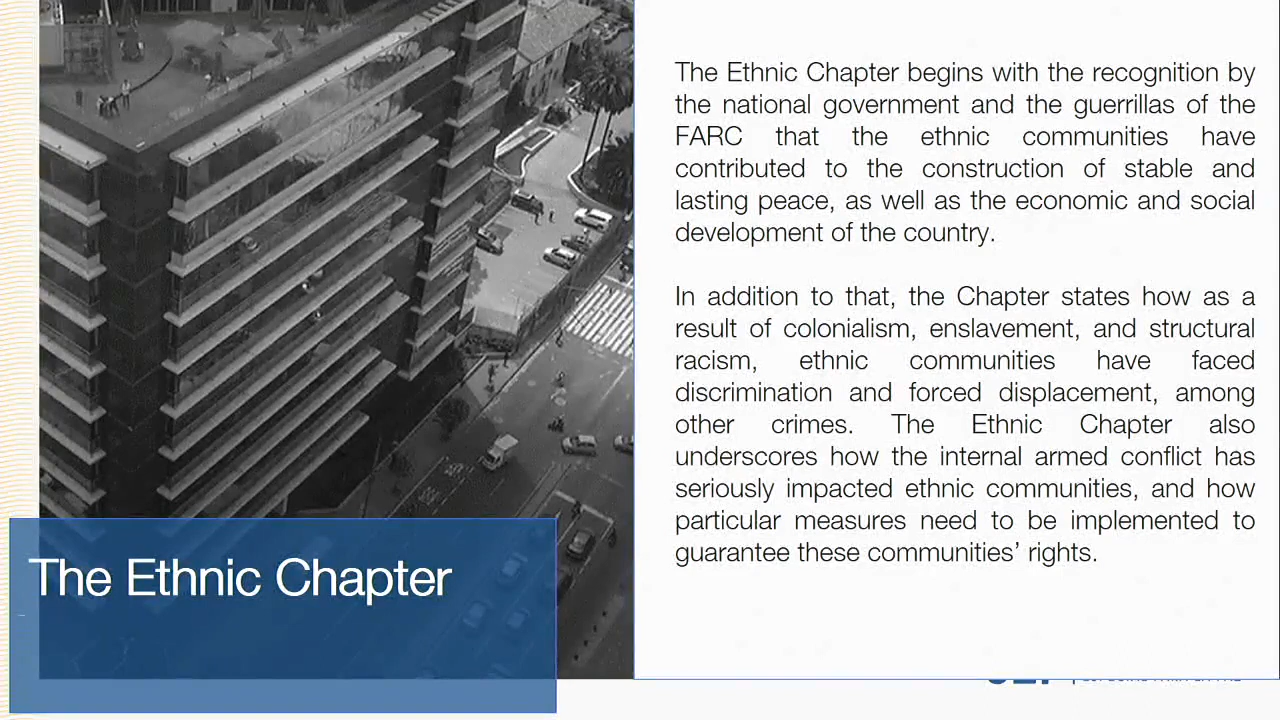 The Ethnic Chapter begins with the recognition by
the national government and the guerrillas of the
FARC that the ethnic communities have
contributed to the construction of stable and
lasting peace, as well as the economic and social
development of the country.
In addition to that, the Chapter states how as a
result of colonialism, enslavement, and structural
racism, ethnic communities have faced
discrimination and forced displacement, among
other crimes. The Ethnic Chapter also
underscores how the internal armed conflict has
seriously impacted ethnic communities, and how
particular measures need to be implemented to
guarantee these communities’ rights.
The Ethnic Chapter